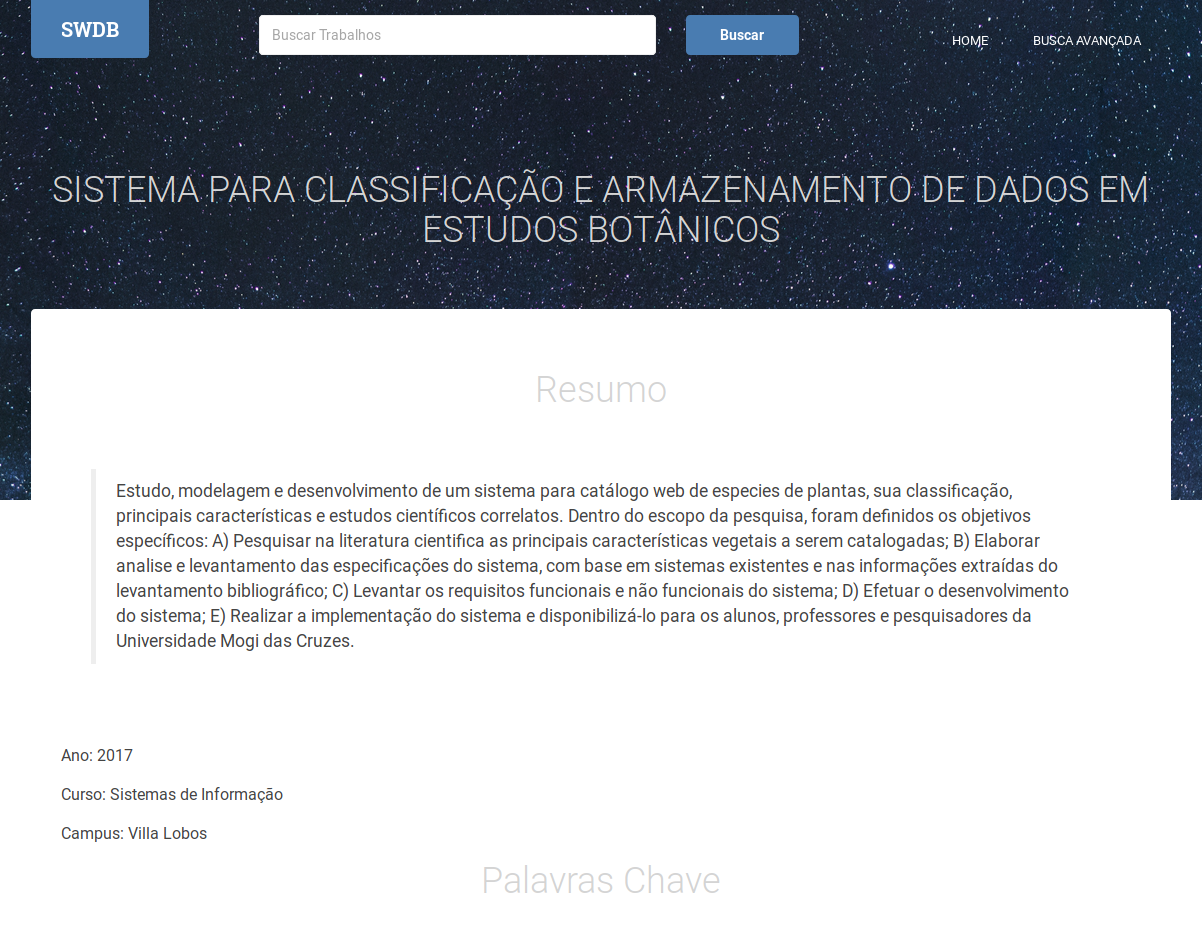 SWDB
Buscar Trabalhos
Buscar
HOME
BUSCA AVANÇADA
SISTEMA PARA CLASSIFICAÇÃO E ARMAZENAMENTO DE DADOS EM
ESTUDOS BOTÂNICOS
Resumo
Estudo, modelagem e desenvolvimento de um sistema para catálogo web de especies de plantas, sua classificação,
principais características e estudos científicos correlatos. Dentro do escopo da pesquisa, foram definidos os objetivos
específicos: A) Pesquisar na literatura cientifica as principais características vegetais a serem catalogadas; B) Elaborar
analise e levantamento das especificações do sistema, com base em sistemas existentes e nas informações extraídas do
levantamento bibliográfico; C) Levantar os requisitos funcionais e não funcionais do sistema; D) Efetuar o desenvolvimento
do sistema; E) Realizar a implementação do sistema e disponibilizá-lo para os alunos, professores e pesquisadores da
Universidade Mogi das Cruzes.
Ano: 2017
Curso: Sistemas de Informação
Campus: Villa Lobos
Palavras Chave